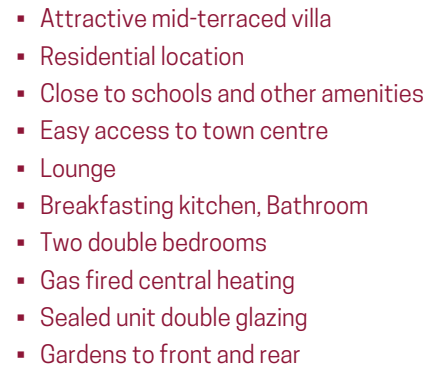 ▪ Attractive mid-terraced villa
▪ Residential location
▪ Close to schools and other amenities
▪ Easy access to town centre
▪ Lounge
▪ Breakfasting kitchen, Bathroom
▪ Two double bedrooms
▪ Gas fired central heating
▪ Sealed unit double glazing
▪ Gardens to front and rear